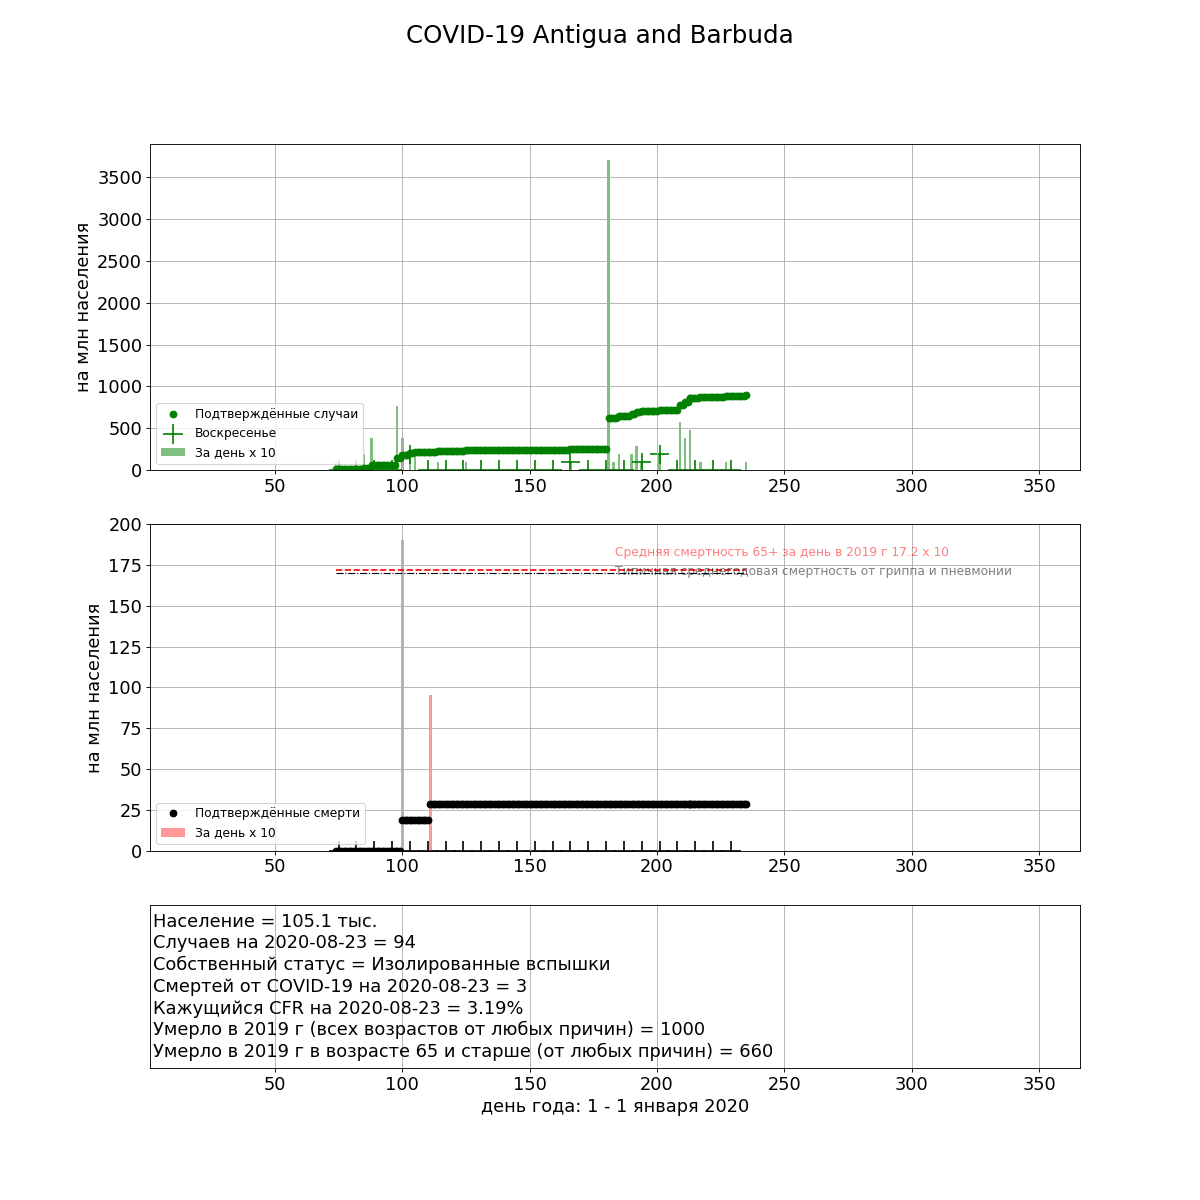 COVID-19 Antigua and Barbuda
на млн населения
3500
3000
2500
2000
1500
1000
500
0
Подтверждённые случаи
Воскресенье
За день x 10
50 100 150 200 250 300 350
на млн населения
200
175
150
125
100
75
50
25
0
Средняя смертность 65+ за день в 2019 г 17.2 x 10
Типичная среднегодовая смертность от гриппа и пневмонии
Подтверждённые смерти
За день x 10
50 100 150 200 250 300 350
Население = 105.1 тыс.
Случаев на 2020-08-23 = 94
Собственный статус = Изолированные вспышки
Смертей от COVID-19 на 2020-08-23 = 3
Кажущийся CFR на 2020-08-23 = 3.19%
Умерло в 2019 г (всех возрастов от любых причин) = 1000
Умерло в 2019 г в возрасте 65 и старше (от любых причин) = 660
50 100 150 200 250 300 350
день года: 1 - 1 января 2020